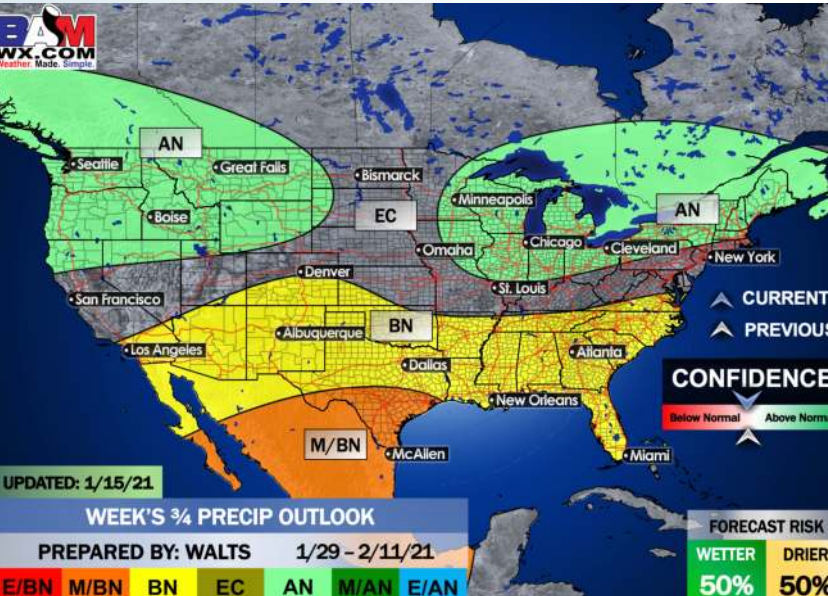 BAM
WX.COM
Weather. Made. Simple.
AN
Seattle
Great Falls
Bismarck
Minneapolis
Boise
EC
AN
Omaha
Chicago
Cleveland
New York
Denver
St. Louis
San Francisco
CURRENT
BN
PREVIOUS
Albuquerque
Los Angeles
Dallas
Atlanta
CONFIDENCE
New Orleans
Below Normal
Above Norm
M/BN
McAllen
Miami
UPDATED: 1/15/21
WEEK'S ¾ PRECIP OUTLOOK
FORECAST RISK
PREPARED BY: WALTS 1/29 – 2/11/21
WETTER DRIER
E/BN M/BN BN EC AN M/AN E/AN
50% 50%